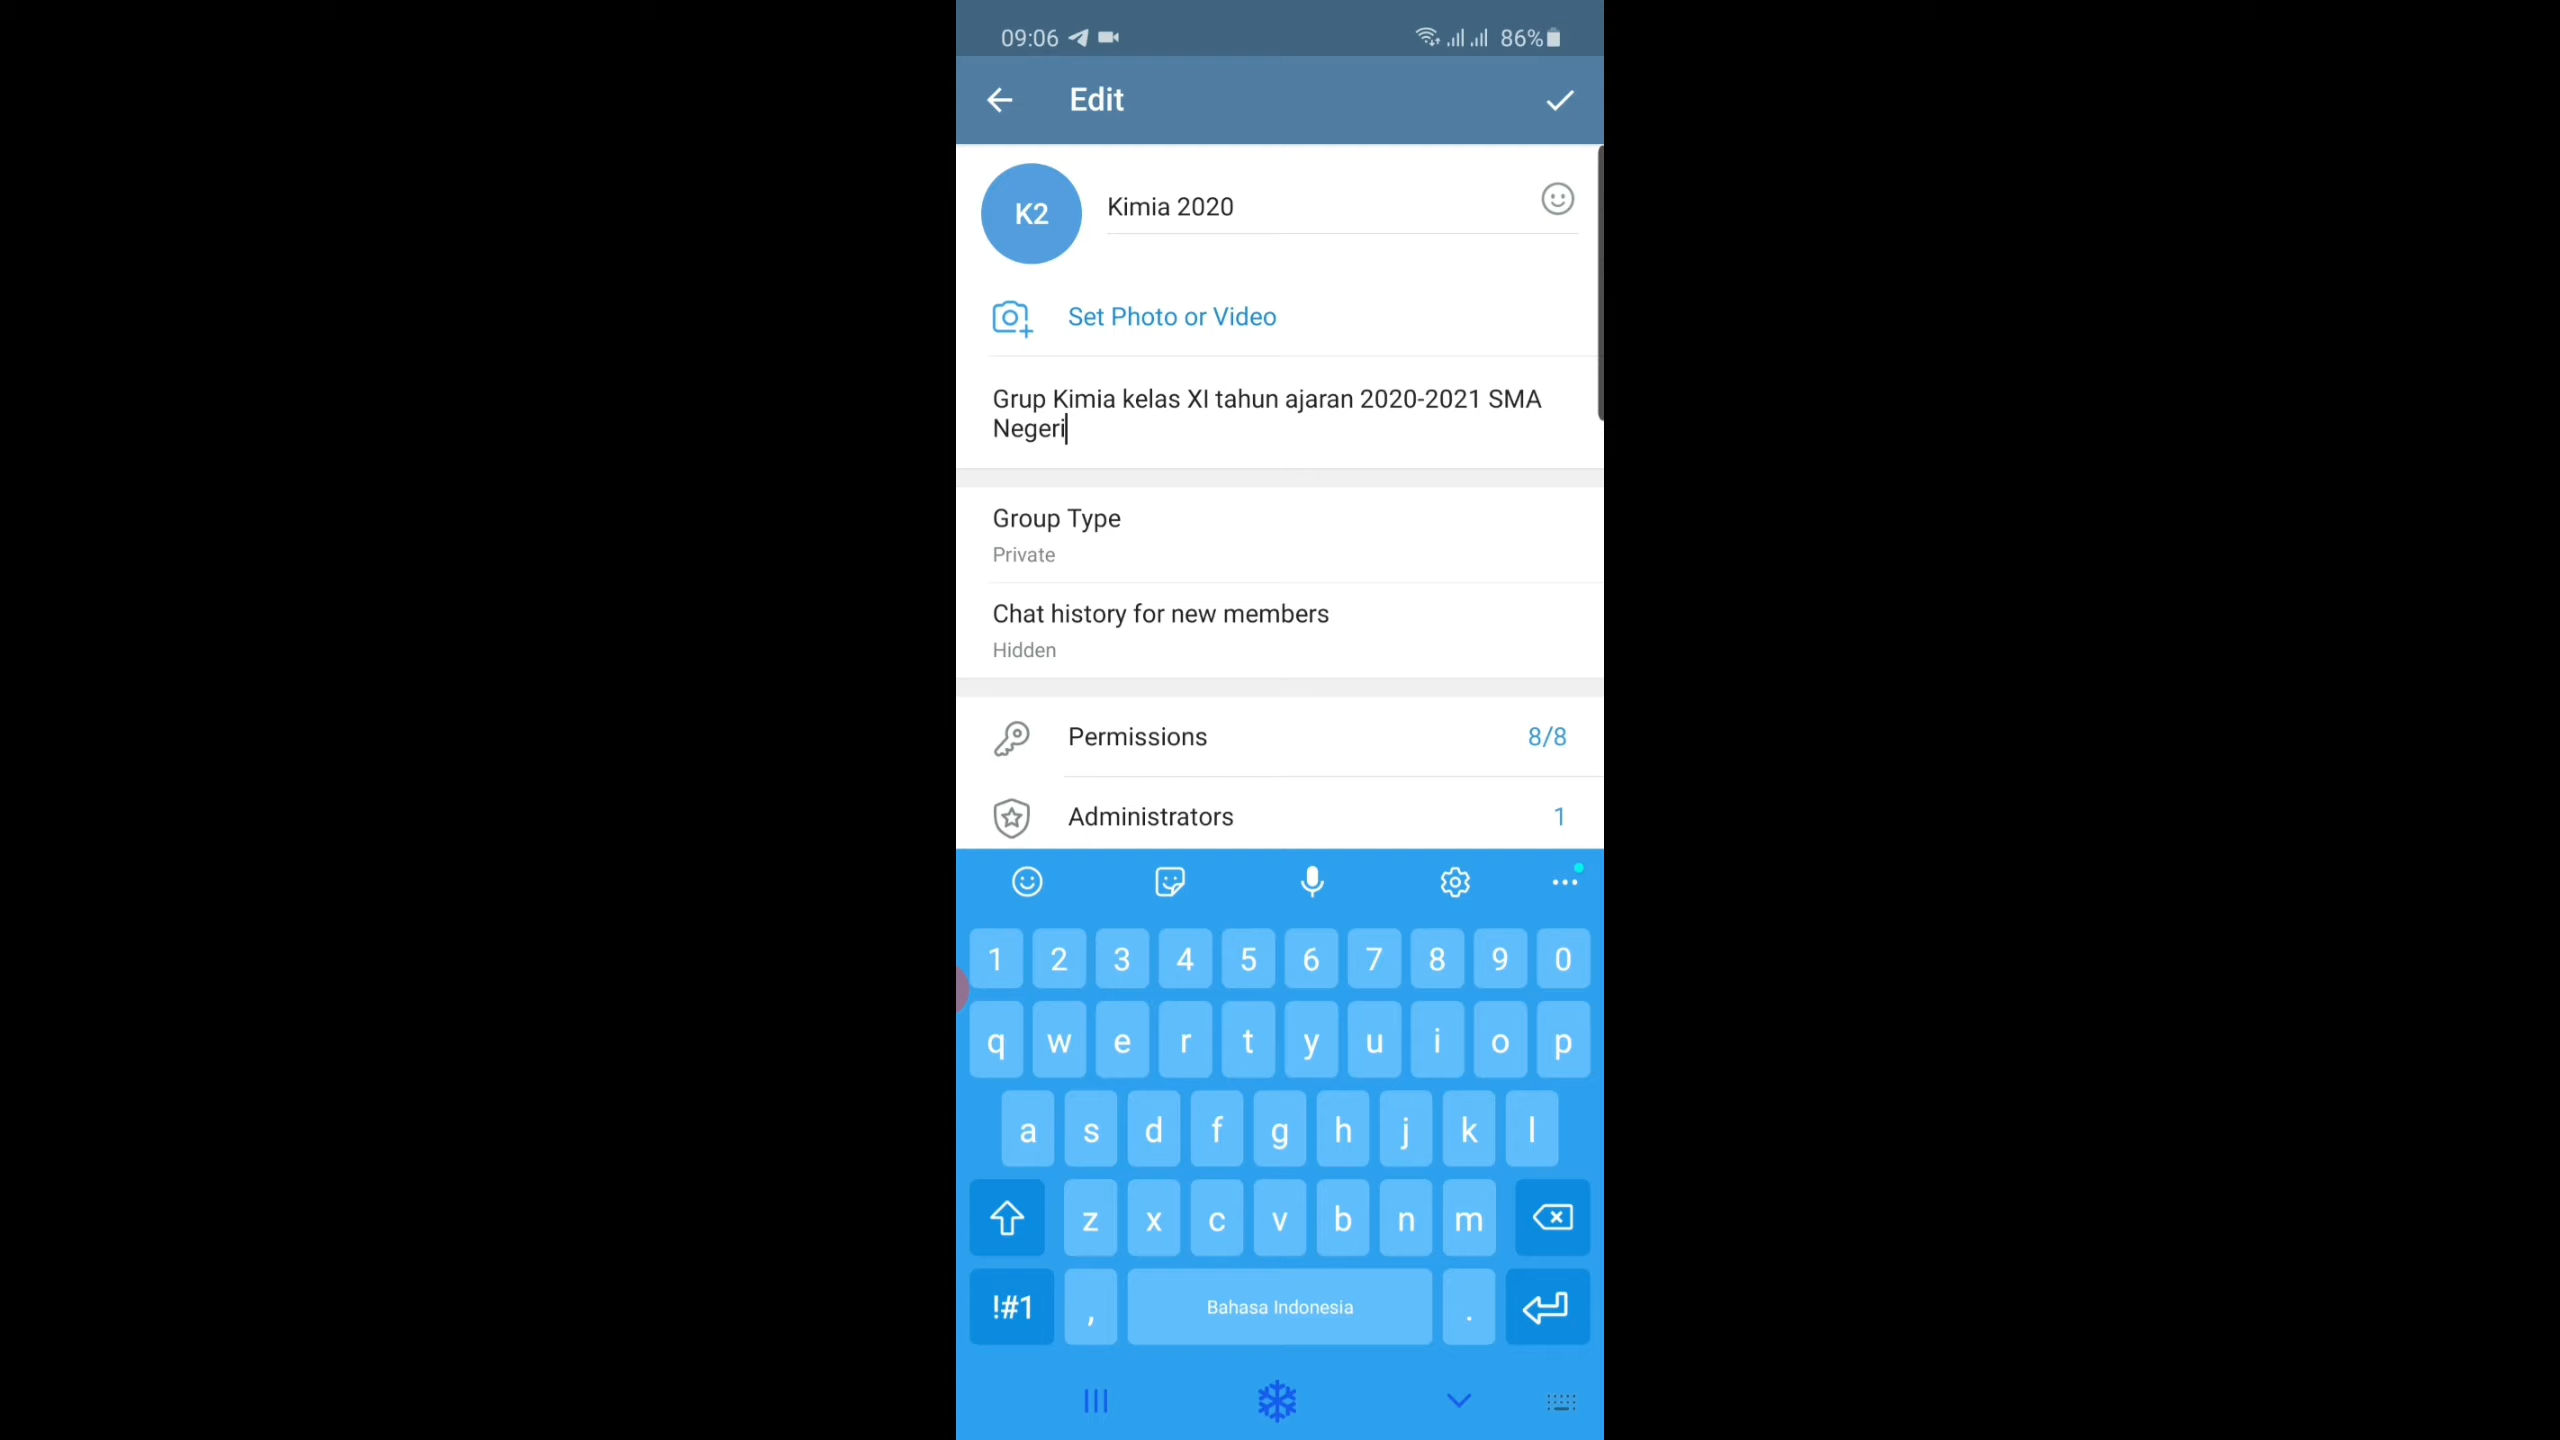 09:06 86%
Edit
K2 Kimia 2020
Set Photo or Video
Grup Kimia kelas XI tahun ajaran 2020-2021 SMA
Negeri
Group Type
Private
Chat history for new members
Hidden
Permissions 8/8
Administrators 1
1 2 3 4 5 6 7 8 9 0
q w e r t y u i o p
a s d f g h j k l
z x c v b n m
!#1 , Bahasa Indonesia .